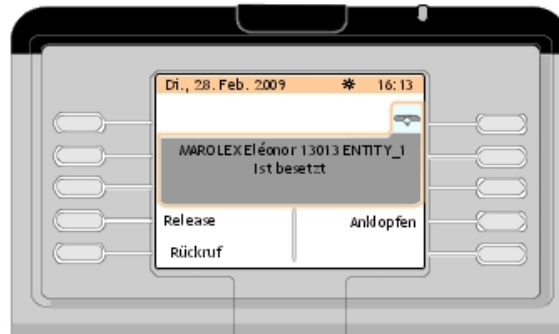 Di., 28. Feb. 2009 16:13
MAROLEX Eléonor 13013 ENTITY_1
Ist besetzt
Release Anklopfen
Rückruf